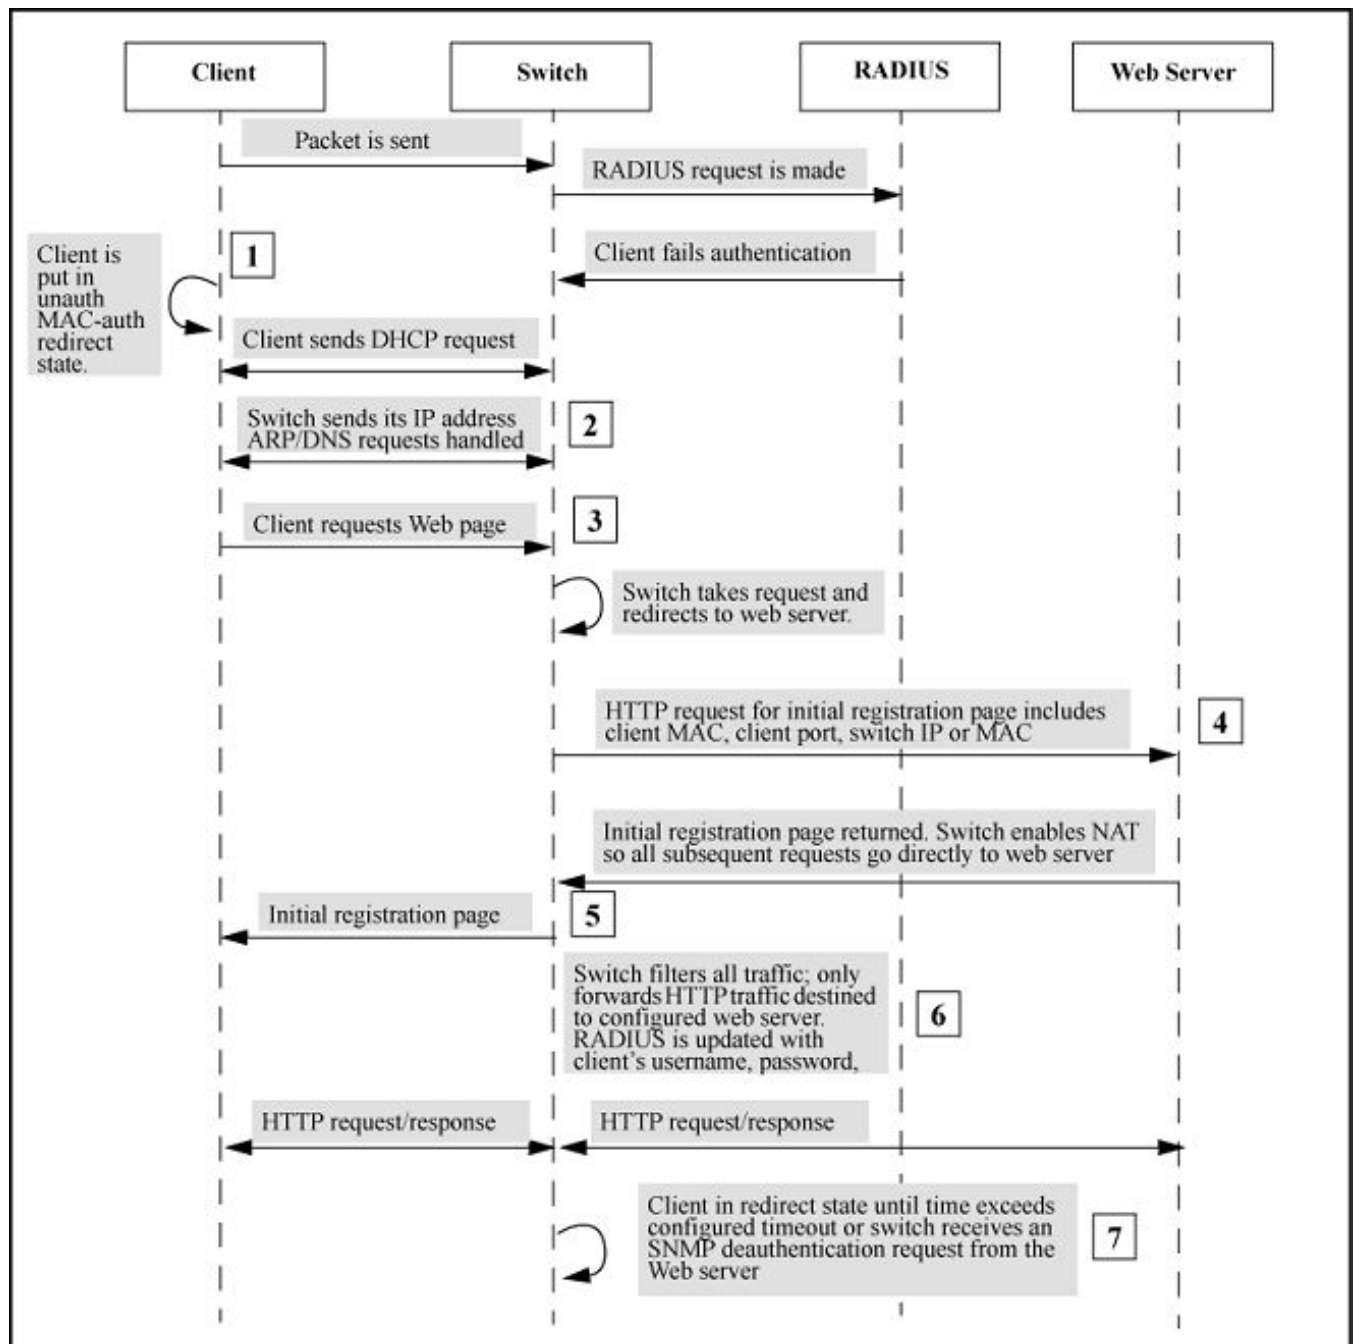 Client
Switch
RADIUS
Web Server
Packet is sent
RADIUS request is made
Client fails authentication
1
Client is
put in
unauth
MAC-auth
redirect
state.
Client sends DHCP request
Switch sends its IP address
ARP/DNS requests handled
2
Client requests Web page
3
Switch takes request and
redirects to web server.
HTTP request for initial registration page includes
client MAC, client port, switch IP or MAC
4
Initial registration page returned. Switch enables NAT
so all subsequent requests go directly to web server
Initial registration page
5
Switch filters all traffic; only
forwards HTTP traffic destined
to configured web server.
RADIUS is updated with
client's username, password,
6
HTTP request/response
HTTP request/response
Client in redirect state until time exceeds
configured timeout or switch receives an
SNMP deauthentication request from the
Web server
7